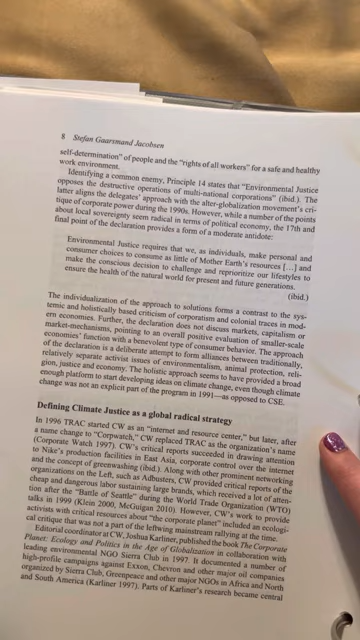 8 Stefan Gaarsmand Jacobsen
self-determination" of people and the "rights of all workers" for a safe and healthy
work environment.
Identifying a common enemy, Principle 14 states that "Environmental Justice
opposes the destructive operations of multi-national corporations" (ibid.). The
latter aligns the delegates' approach with the alter-globalization movement's cri-
tique of corporate power during the 1990s. However, while a number of the points
about local sovereignty seem radical in terms of political economy, the 17th and
final point of the declaration provides a form of a moderate antidote:
Environmental Justice requires that we, as individuals, make personal and
consumer choices to consume as little of Mother Earth's resources [...] and
make the conscious decision to challenge and reprioritize our lifestyles to
ensure the health of the natural world for present and future generations.
(ibid.)
The individualization of the approach to solutions forms a contrast to the sys-
temic and holistically based criticism of corporatism and colonial traces in mod-
ern economies. Further, the declaration does not discuss markets, capitalism or
market-mechanisms, pointing to an overall positive evaluation of smaller-scale
economies' function with a benevolent type of consumer behavior. The approach
of the declaration is a deliberate attempt to form alliances between traditionally,
relatively separate activist issues of environmentalism, animal protection, reli-
gion, justice and economy. The holistic approach seems to have provided a broad
enough platform to start developing ideas on climate change, even though climate
change was not an explicit part of the program in 1991—as opposed to CSE.
Defining Climate Justice as a global radical strategy
In 1996 TRAC started CW as an "internet and resource center," but later, after
a name change to "Corpwatch," CW replaced TRAC as the organization's name
(Corporate Watch 1997). CW's critical reports succeeded in drawing attention
to Nike's production facilities in East Asia, corporate control over the internet
and the concept of greenwashing (ibid.). Along with other prominent networking
organizations on the Left, such as Adbusters, CW provided critical reports of the
cheap and dangerous labor sustaining large brands, which received a lot of atten-
tion after the "Battle of Seattle" during the World Trade Organization (WTO)
talks in 1999 (Klein 2000, McGuigan 2010). However, CW's work to provide
activists with critical resources about "the corporate planet" included an ecologi-
cal critique that was not a part of the leftwing mainstream rallying at the time.
Editorial coordinator at CW, Joshua Karliner, published the book The Corporate
Planet: Ecology and Politics in the Age of Globalization in collaboration with
leading environmental NGO Sierra Club in 1997. It documented a number of
high-profile campaigns against Exxon, Chevron and other major oil companies
organized by Sierra Club, Greenpeace and other major NGOs in Africa and North
and South America (Karliner 1997). Parts of Karliner's research became central